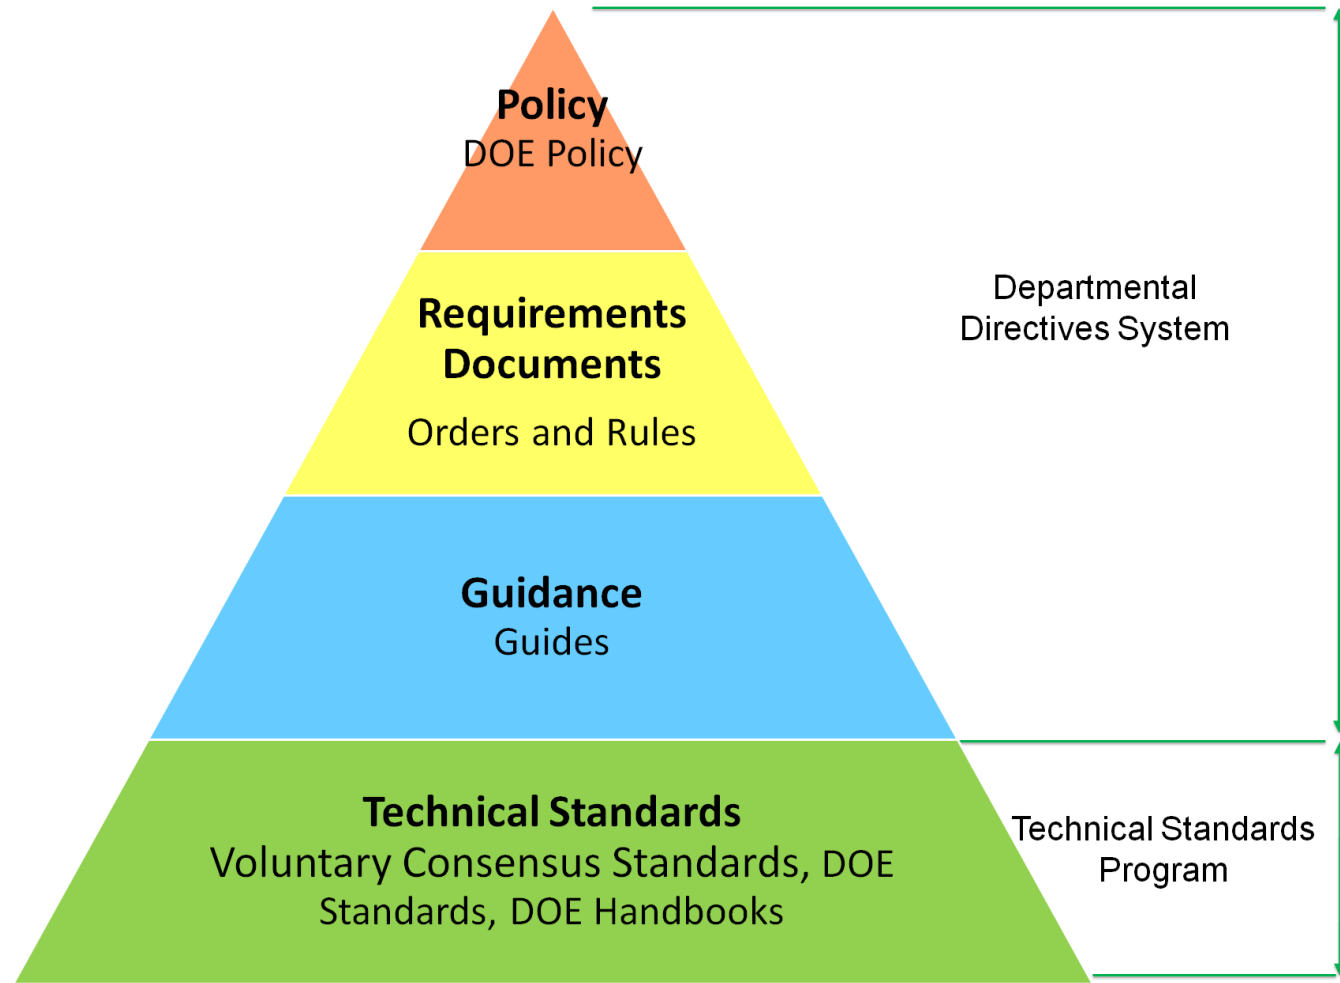 Policy
DOE Policy
Requirements
Documents
Orders and Rules
Departmental
Directives System
Guidance
Guides
Technical Standards
Voluntary Consensus Standards, DOE
Standards, DOE Handbooks
Technical Standards
Program